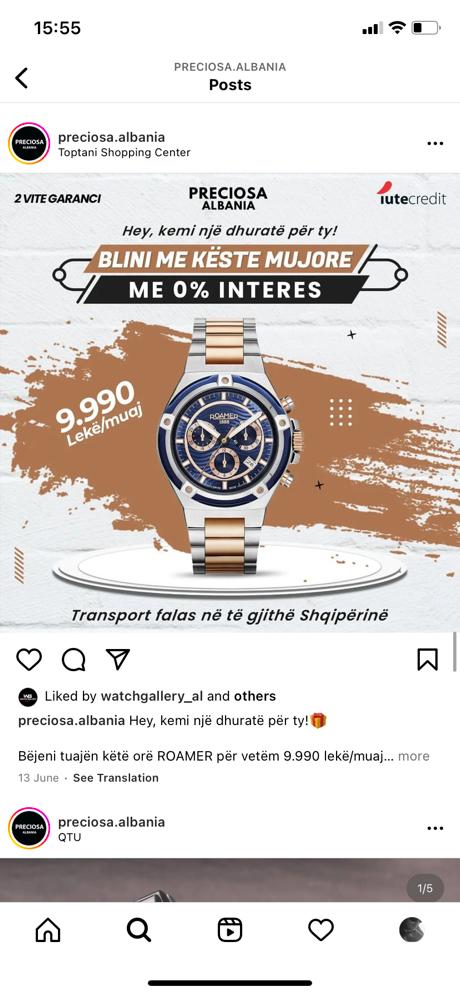 15:55
PRECIOSA.ALBANIA
Posts
preciosa.albania
Toptani Shopping Center
2 VITE GARANCI
PRECIOSA
ALBANIA
iutecredit
Hey, kemi një dhuratë për ty!
BLINI ME KËSTE MUJORE
ME 0% INTERES
9.990
Lekë/muaj
ROAMER
1888
Transport falas në të gjithë Shqipërinë
Liked by watchgallery_al and others
preciosa.albania Hey, kemi një dhuratë për ty!🎁
Bëjeni tuajën këtë orë ROAMER për vetëm 9.990 lekë/muaj... more
13 June · See Translation
PRECIOSA
ALBANIA
preciosa.albania
QTU
1/5